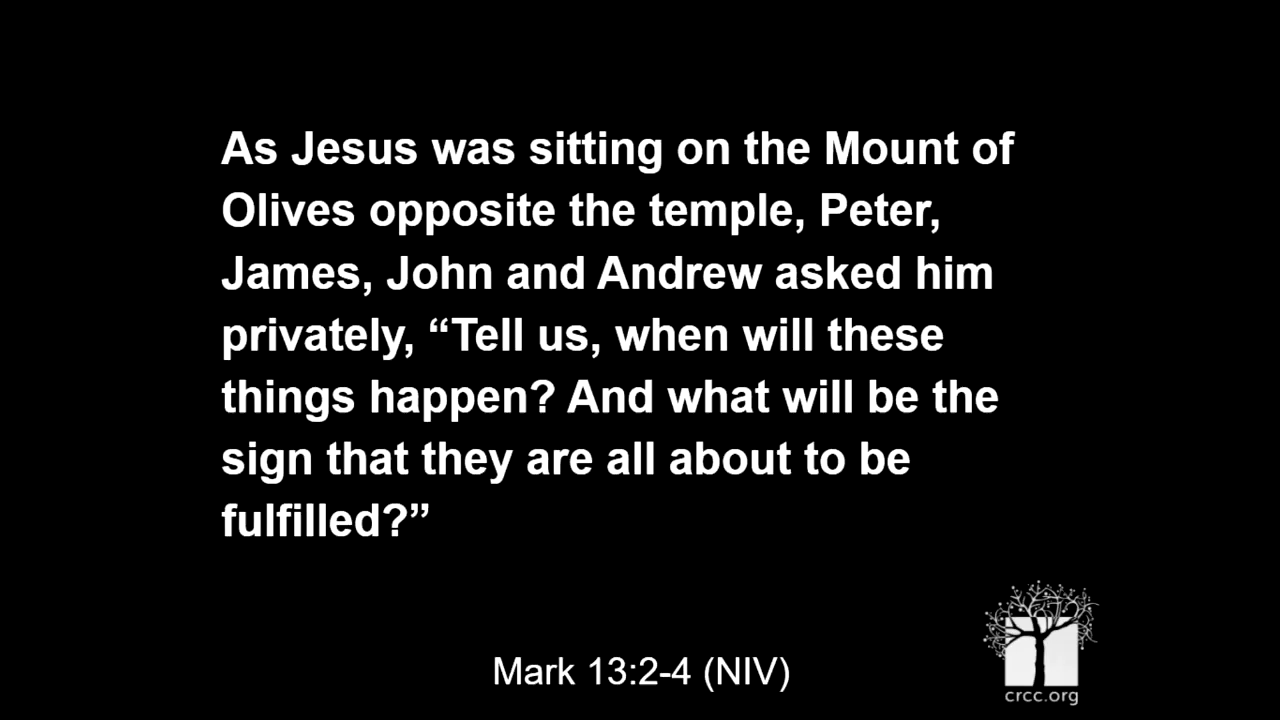 As Jesus was sitting on the Mount of
Olives opposite the temple, Peter,
James, John and Andrew asked him
privately, “Tell us, when will these
things happen? And what will be the
sign that they are all about to be
fulfilled?”
Mark 13:2-4 (NIV)
crcc.org